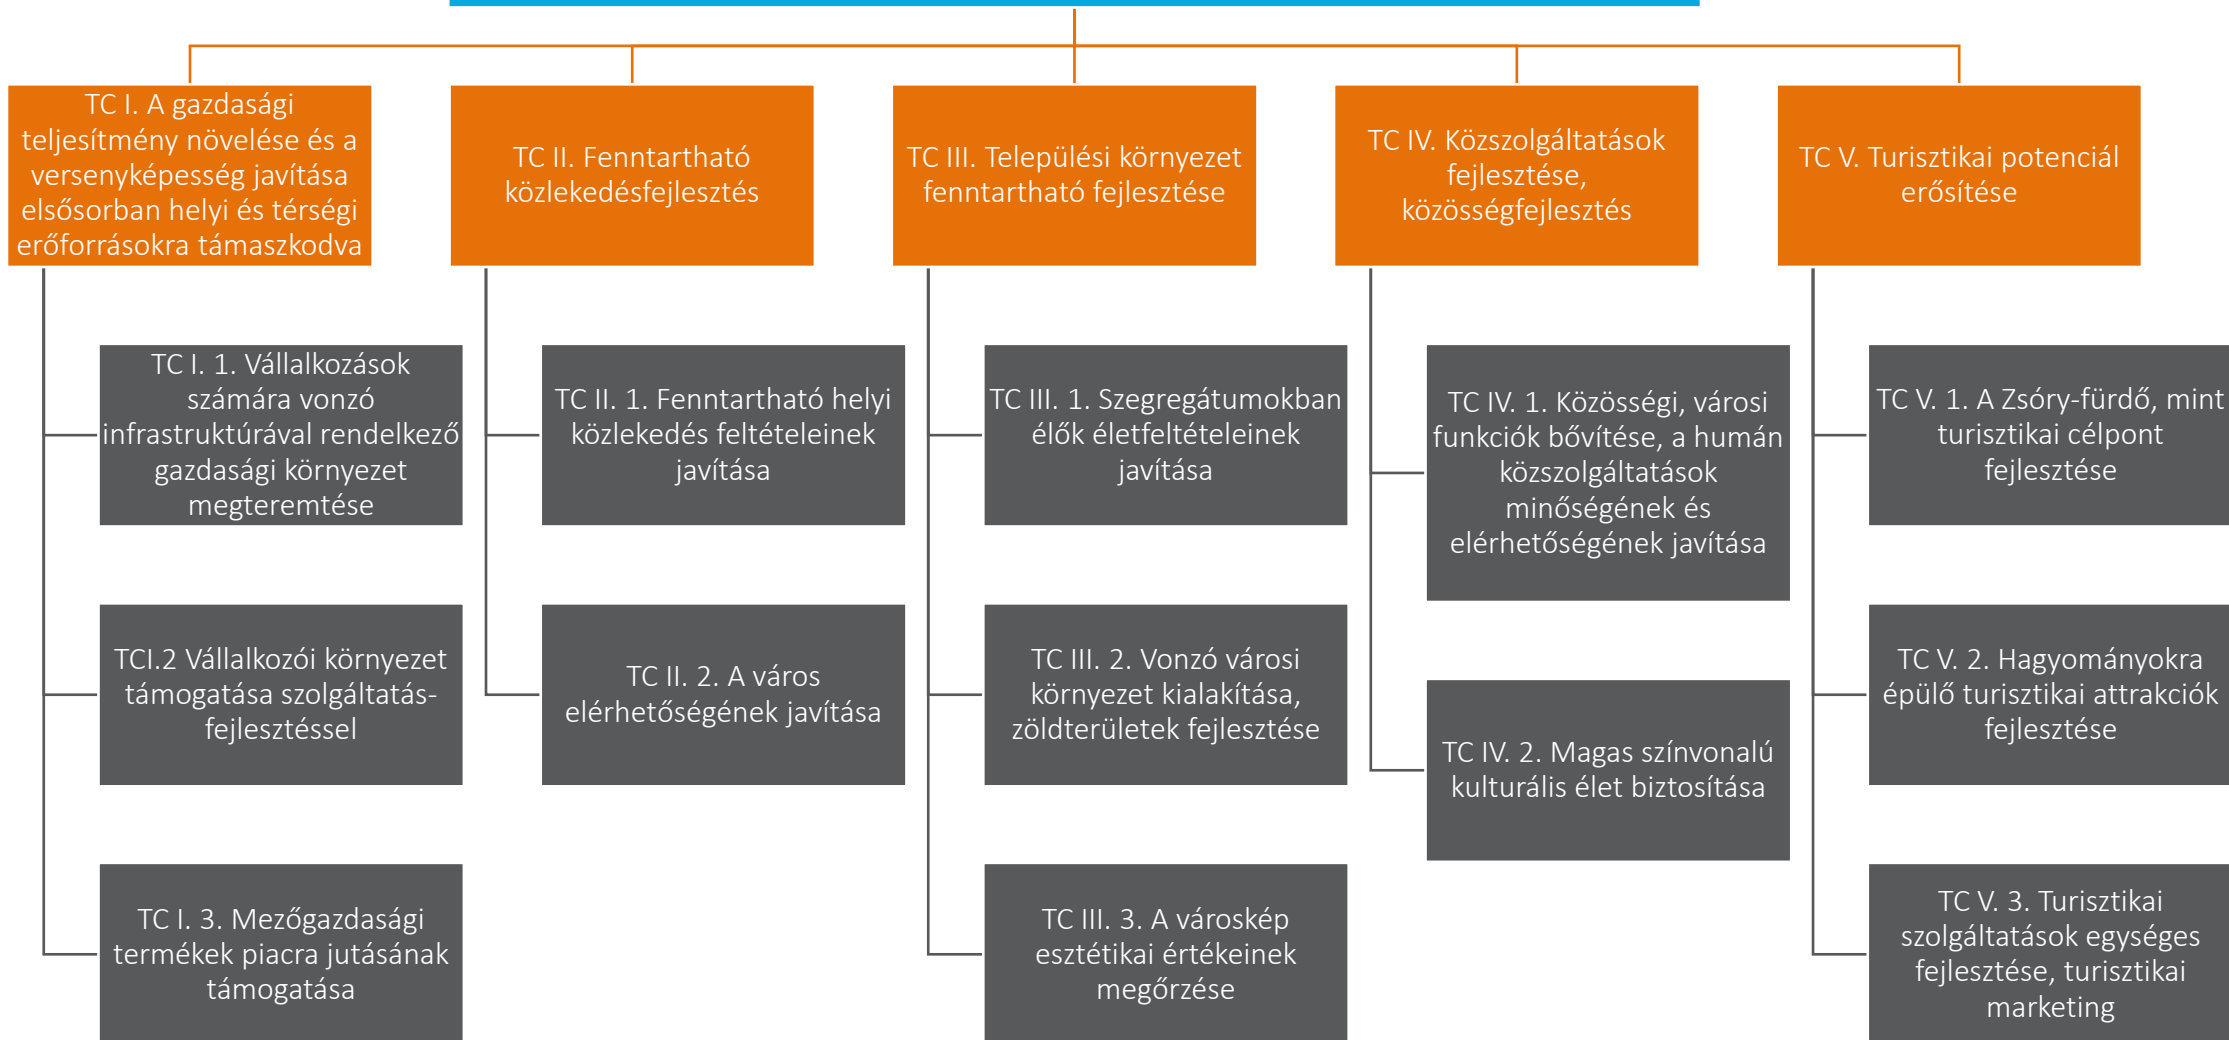 TC I. A gazdasági
teljesítmény növelése és a
versenyképesség javítása
elsősorban helyi és térségi
erőforrásokra támaszkodva
TC I. 1. Vállalkozások
számára vonzó
infrastruktúrával rendelkező
gazdasági környezet
megteremtése
TCI.2 Vállalkozói környezet
támogatása szolgáltatás-
fejlesztéssel
TC I. 3. Mezőgazdasági
termékek piacra jutásának
támogatása
TC II. Fenntartható
közlekedésfejlesztés
TC II. 1. Fenntartható helyi
közlekedés feltételeinek
javítása
TC II. 2. A város
elérhetőségének javítása
TC III. Települési környezet
fenntartható fejlesztése
TC III. 1. Szegregátumokban
élők életfeltételeinek
javítása
TC III. 2. Vonzó városi
környezet kialakítása,
zöldterületek fejlesztése
TC III. 3. A városkép
esztétikai értékeinek
megőrzése
TC IV. Közszolgáltatások
fejlesztése,
közösségfejlesztés
TC IV. 1. Közösségi, városi
funkciók bővítése, a humán
közszolgáltatások
minőségének és
elérhetőségének javítása
TC IV. 2. Magas színvonalú
kulturális élet biztosítása
TC V. Turisztikai potenciál
erősítése
TC V. 1. A Zsóry-fürdő, mint
turisztikai célpont
fejlesztése
TC V. 2. Hagyományokra
épülő turisztikai attrakciók
fejlesztése
TC V. 3. Turisztikai
szolgáltatások egységes
fejlesztése, turisztikai
marketing